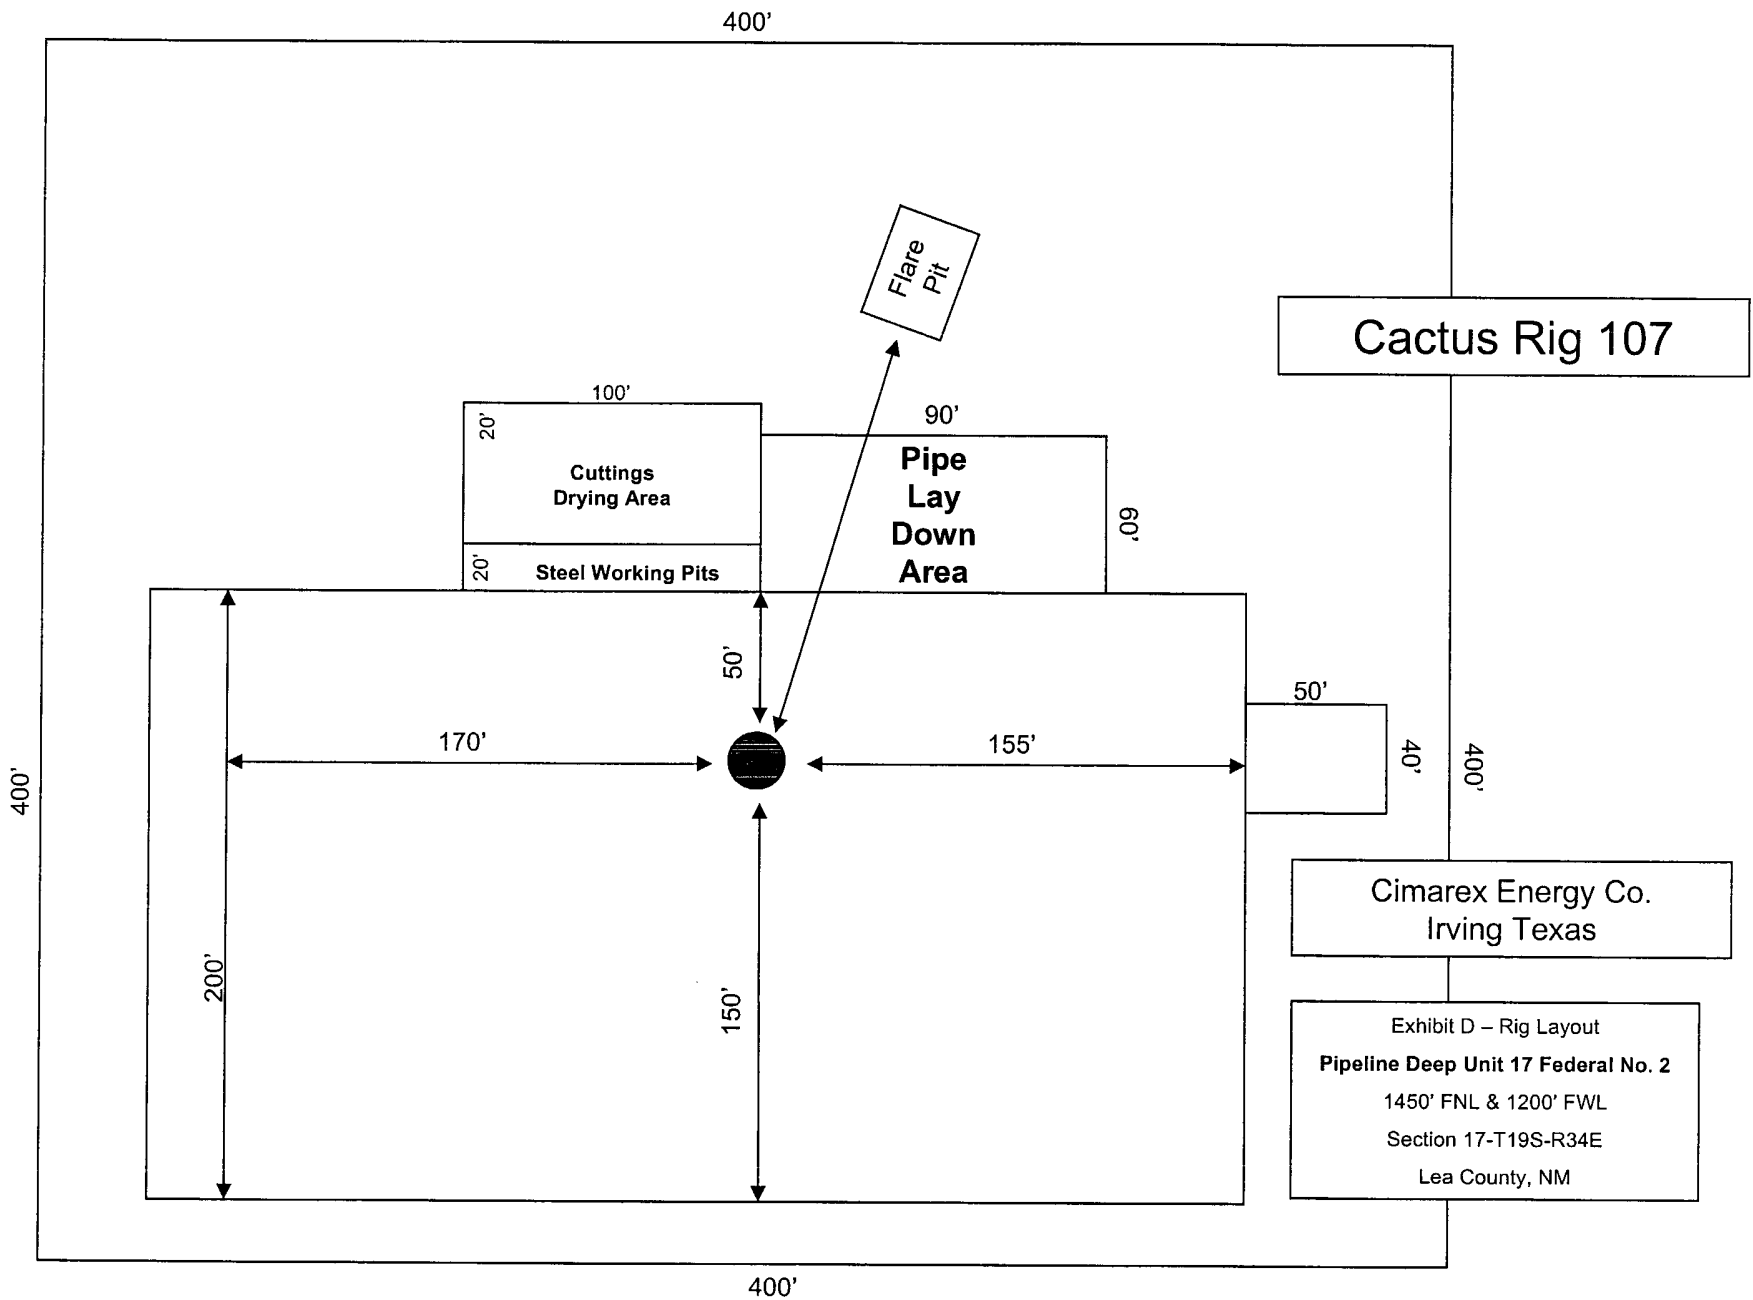 400'
Flare
Pit
Cactus Rig 107
100'
20'
90'
Cuttings
Drying Area
Pipe
Lay
Down
Area
60'
20'
Steel Working Pits
50'
50'
170'
155'
40'
400'
400'
200'
150'
Cimarex Energy Co.
Irving Texas
Exhibit D – Rig Layout
Pipeline Deep Unit 17 Federal No. 2
1450' FNL & 1200' FWL
Section 17-T19S-R34E
Lea County, NM
400'